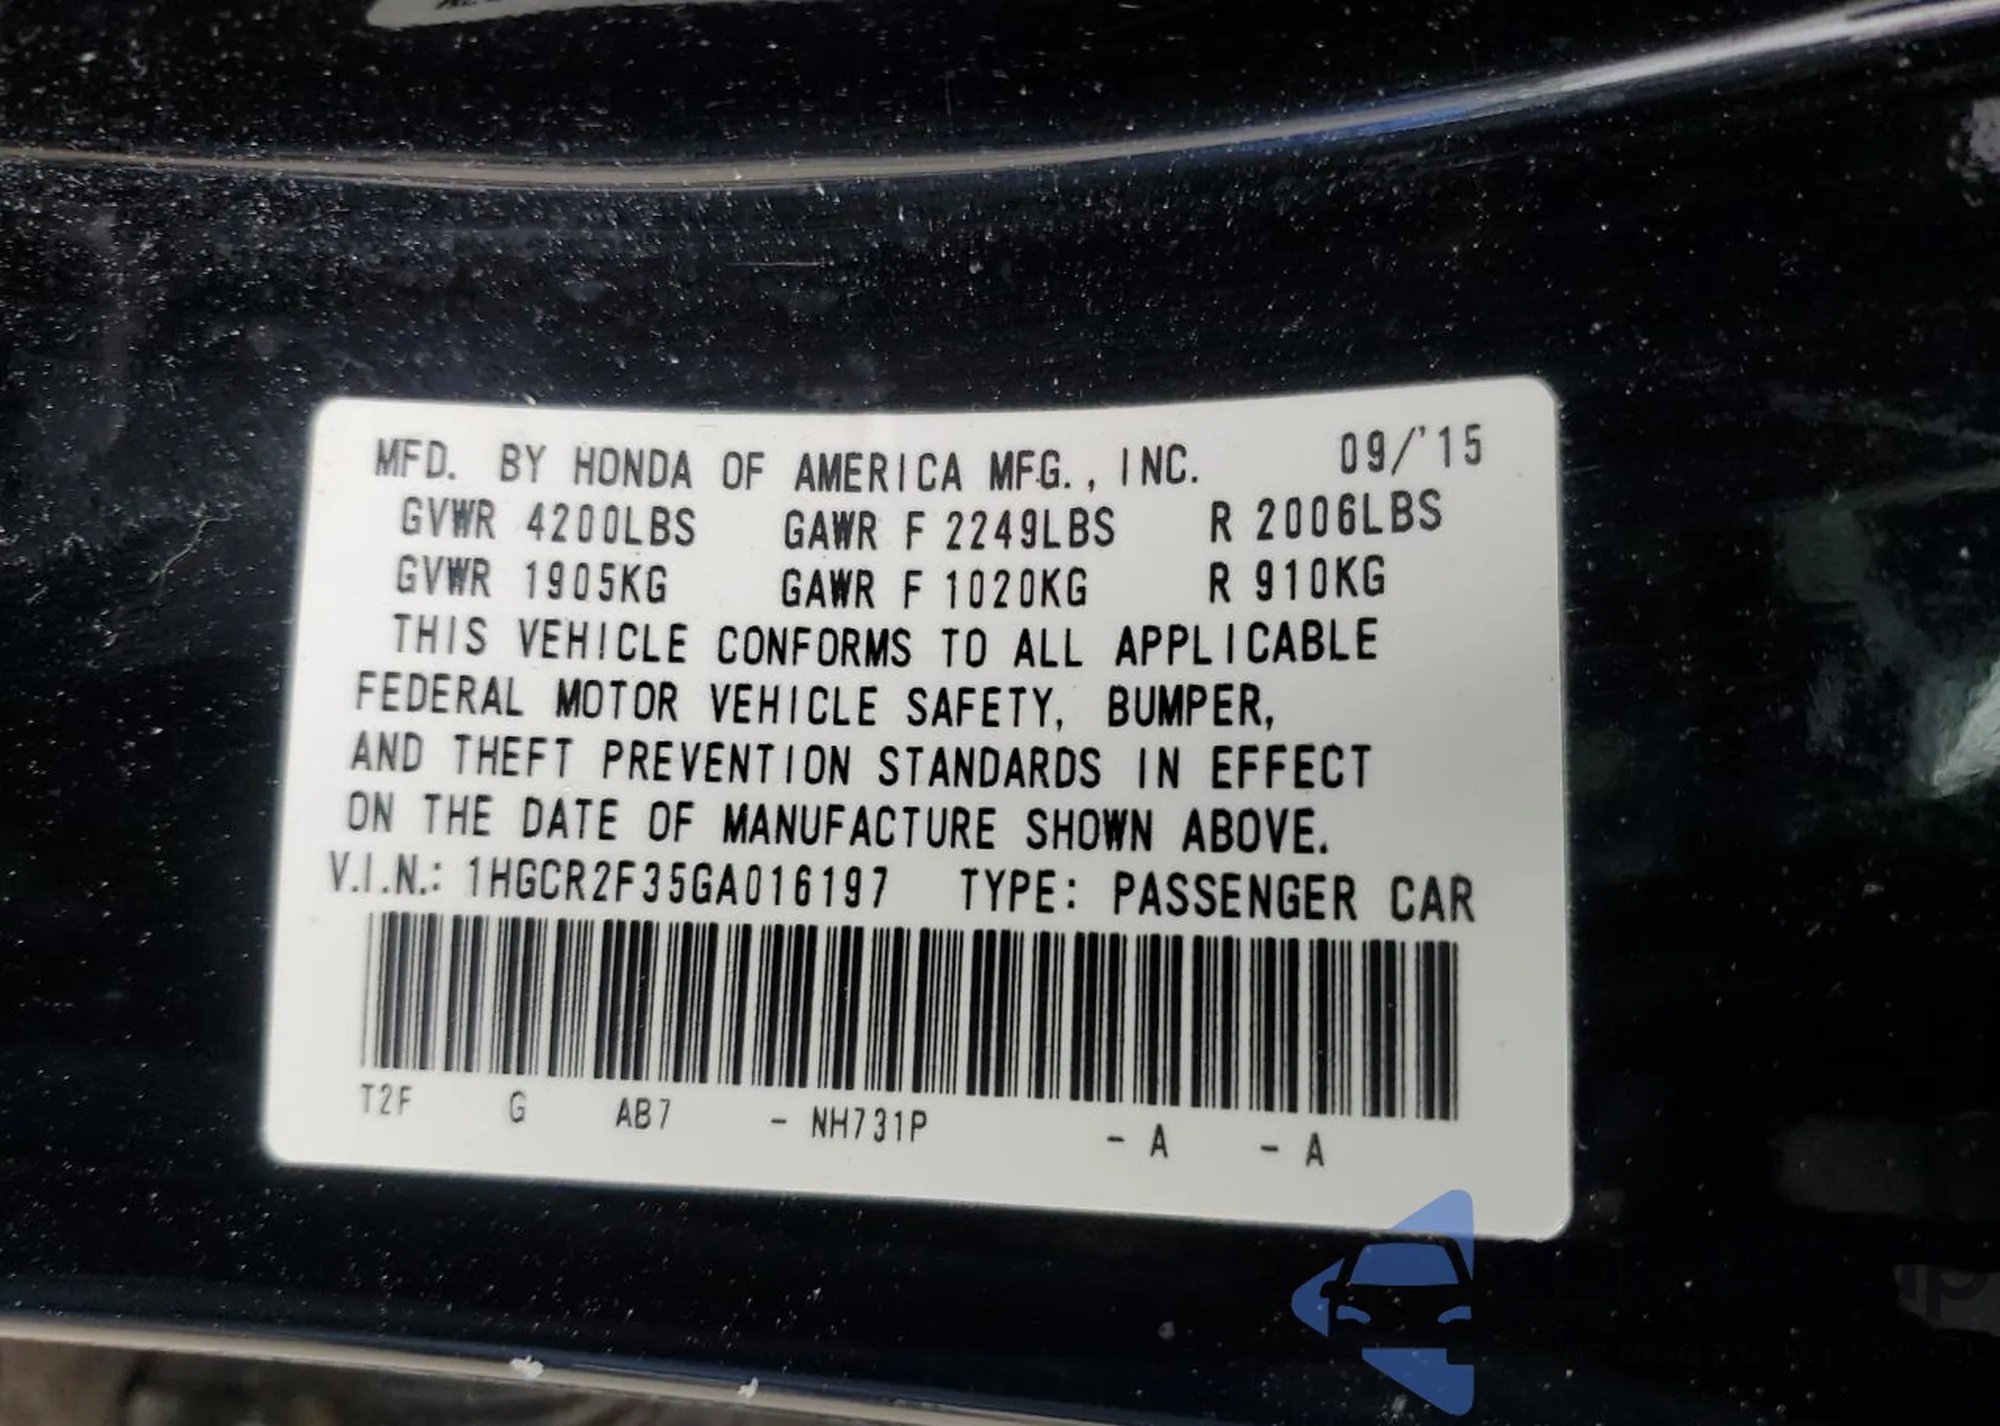 MFD. BY HONDA OF AMERICA MFG., INC. 09/'15
GVWR 4200LBS GAWR F 2249LBS R 2006LBS
GVWR 1905KG GAWR F 1020KG R 910KG
THIS VEHICLE CONFORMS TO ALL APPLICABLE
FEDERAL MOTOR VEHICLE SAFETY, BUMPER,
AND THEFT PREVENTION STANDARDS IN EFFECT
ON THE DATE OF MANUFACTURE SHOWN ABOVE.
V.I.N.: 1HGCR2F35GA016197 TYPE: PASSENGER CAR
T2F G AB7 - NH731P - A - A